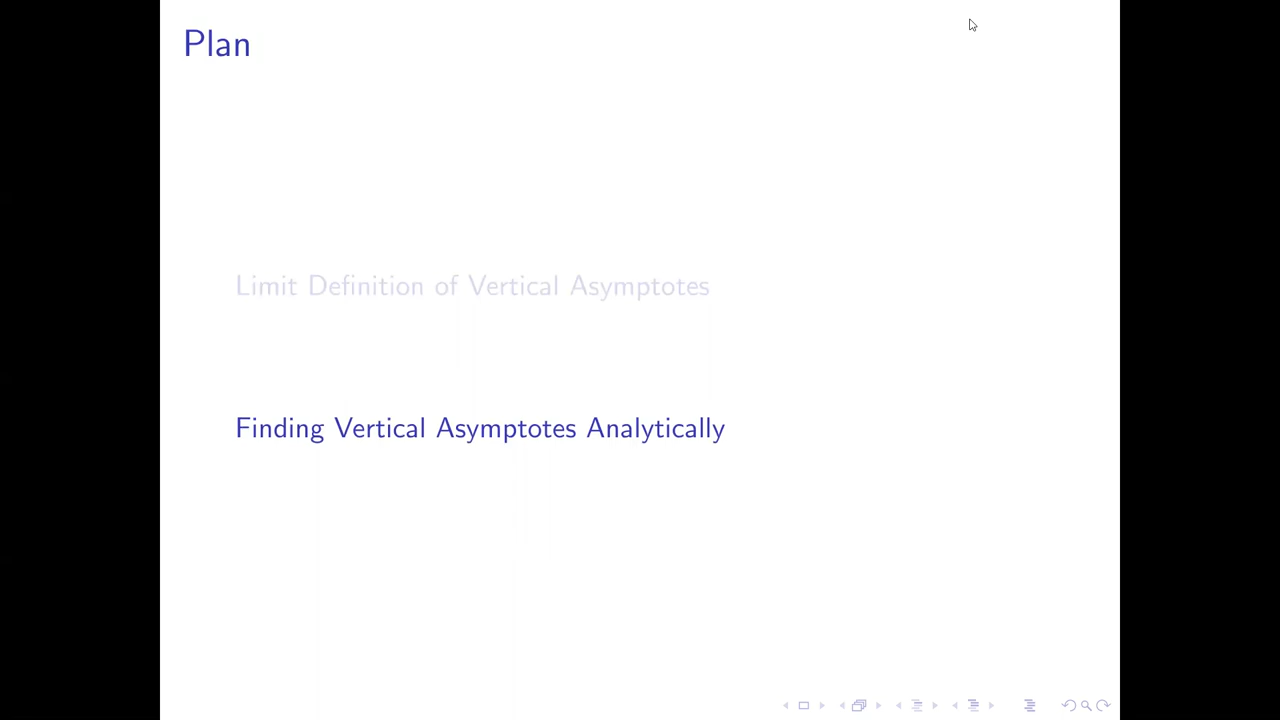 Plan
Limit Definition of Vertical Asymptotes
Finding Vertical Asymptotes Analytically